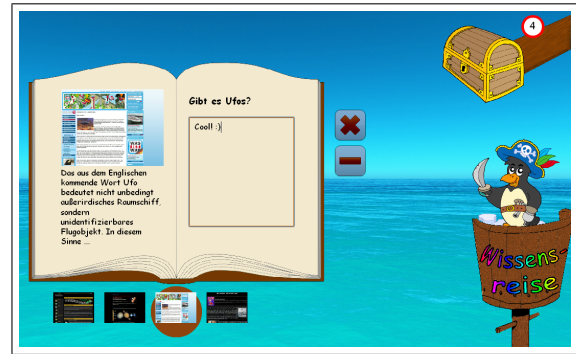 4
Gibt es Ufos?
Cool! :)
Das aus dem Englischen
kommende Wort Ufo
bedeutet nicht unbedingt
außerirdisches Raumschiff,
sondern
unidentifizierbares
Flugobjekt. In diesem
Sinne ...
Wissens-
reise